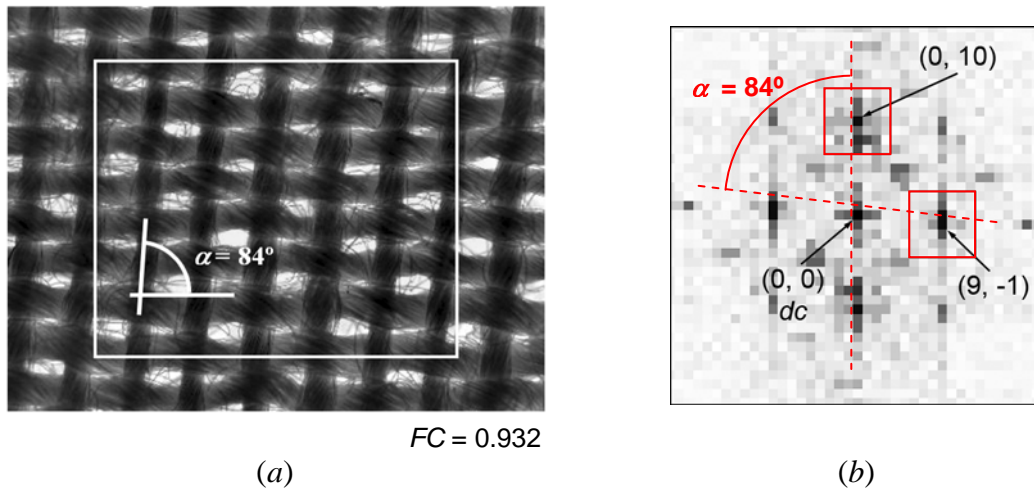 α = 84º
FC = 0.932
(a)
(0, 10)
α = 84º
(0, 0)
dc
(9, -1)
(b)